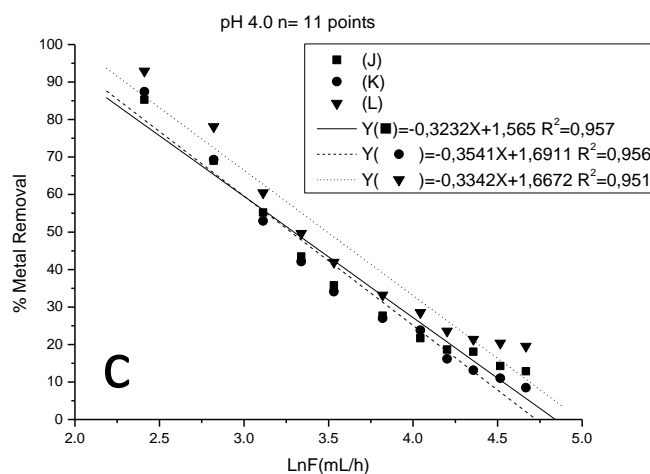 pH 4.0 n= 11 points
(J)
(K)
(L)
Y(■)=-0,3232X+1,565 R²=0,957
Y( ● )=-0,3541X+1,6911 R²=0,956
Y( ▼ )=-0,3342X+1,6672 R²=0,951
100
90
80
70
60
50
40
30
20
10
0
% Metal Removal
C
2.0 2.5 3.0 3.5 4.0 4.5 5.0
LnF(mL/h)